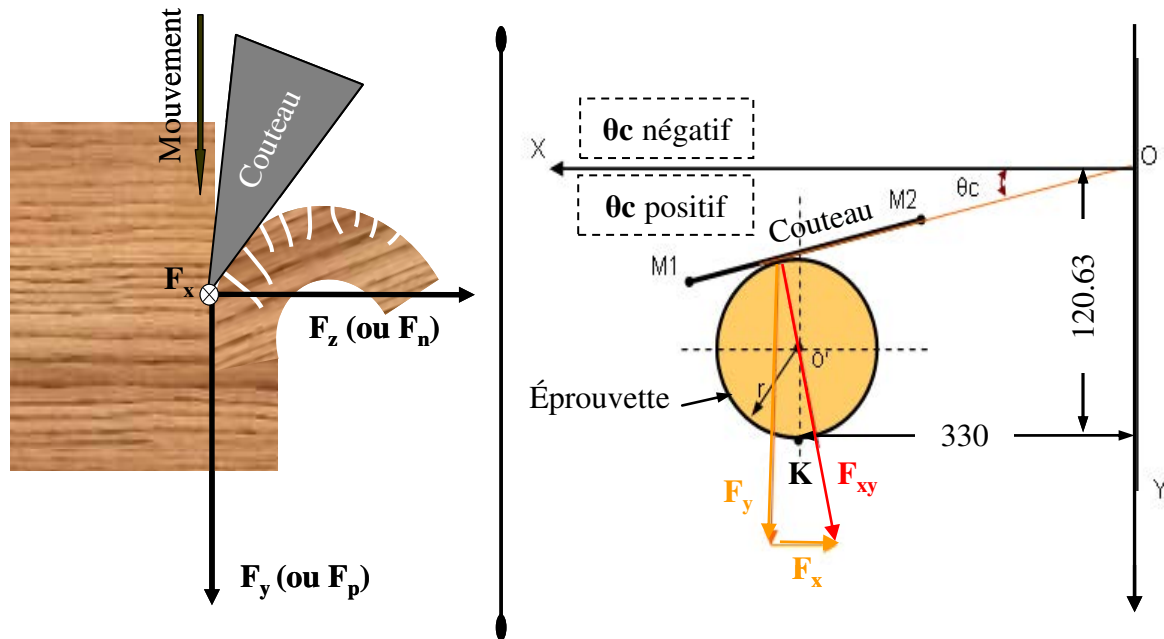 Mouvement
Couteau
Fx
Fz (ou Fn)
Fy (ou Fp)
θc négatif
X
O
θc positif
θc
M2
Couteau
M1
120.63
O'
r
Éprouvette
330
K
Fxy
Fy
Y
Fx